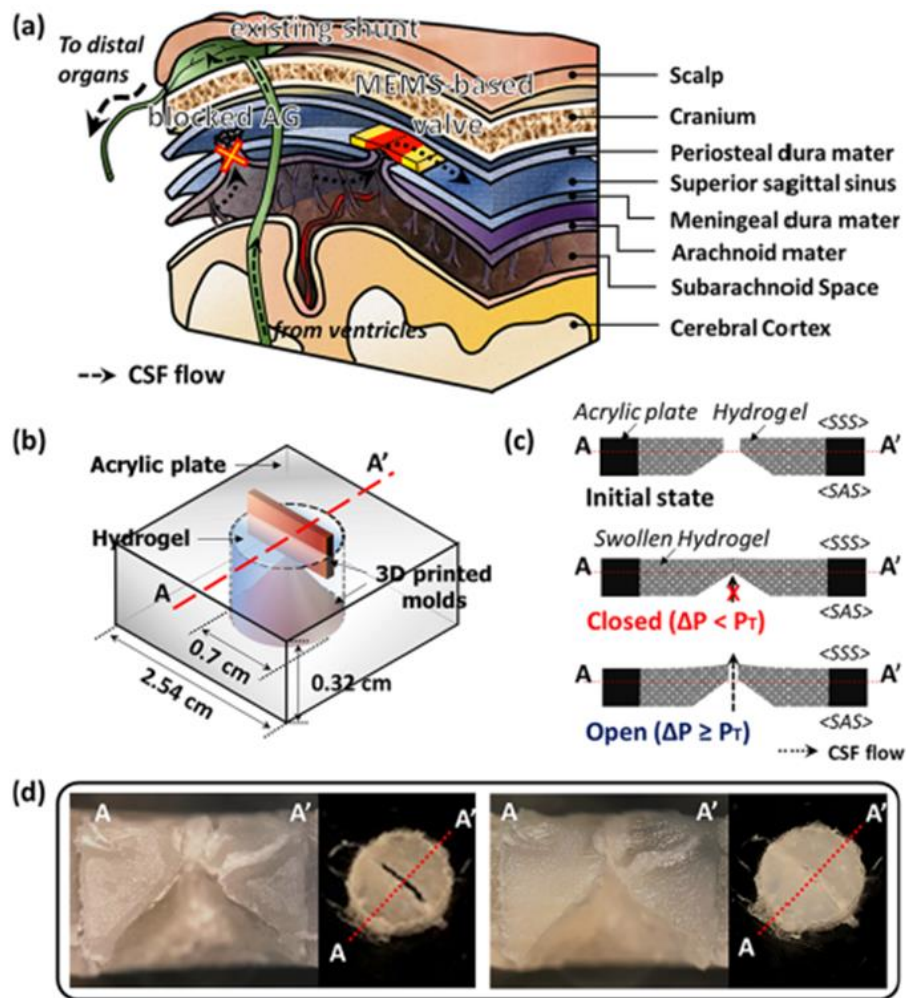 (a)
To distal
organs
existing shunt
MEMS-based
valve
blocked AG
from ventricles
CSF flow
Scalp
Cranium
Periosteal dura mater
Superior sagittal sinus
Meningeal dura mater
Arachnoid mater
Subarachnoid Space
Cerebral Cortex
(b)
Acrylic plate
A'
Hydrogel
A
3D printed
molds
0.7 cm
2.54 cm
0.32 cm
(c)
Acrylic plate
Hydrogel
<SSS>
A
A'
Initial state
<SAS>
Swollen Hydrogel
<SSS>
A
A'
Closed (ΔP < PT)
<SAS>
<SSS>
A
A'
Open (ΔP ≥ PT)
<SAS>
CSF flow
(d)
A
A'
A'
A
A
A'
A'
A